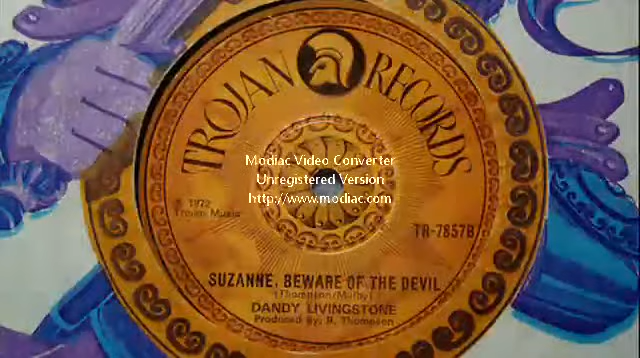 TROJAN RECORDS
Modiac Video Converter
Unregistered Version
http://www.modiac.com
℗ 1972
Trojan Music
TR-7857B
SUZANNE, BEWARE OF THE DEVIL
(Thompson/Malby)
DANDY LIVINGSTONE
Produced By: R. Thompson